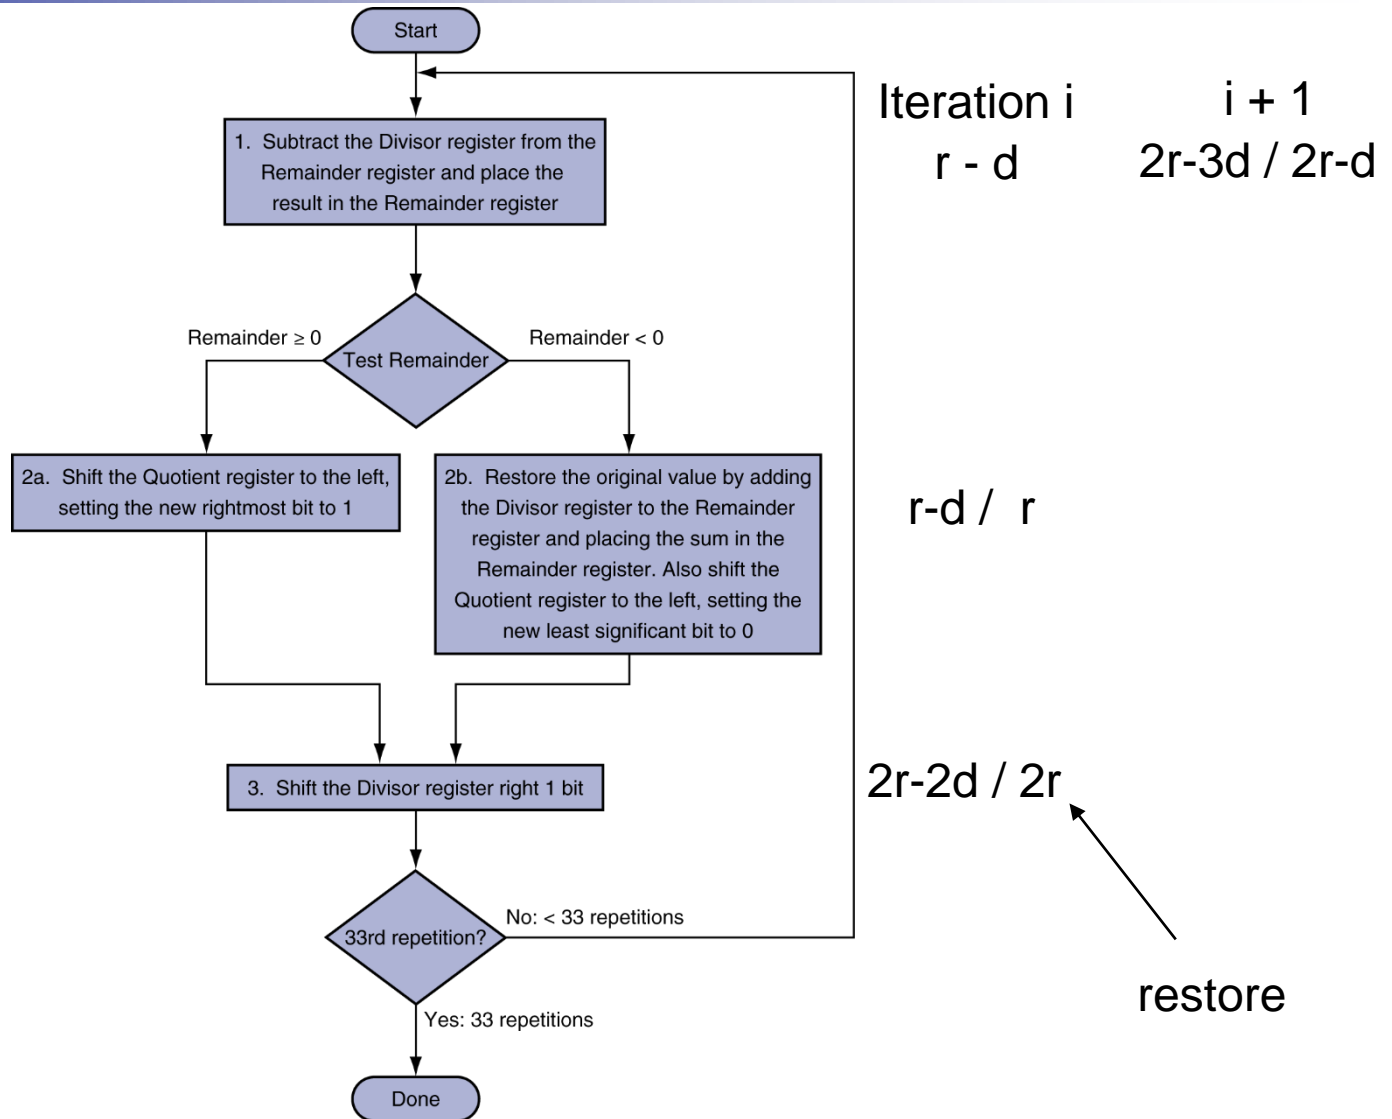 Start
Iteration i
i + 1
1. Subtract the Divisor register from the
Remainder register and place the
result in the Remainder register
r - d
2r-3d / 2r-d
Remainder ≥ 0
Remainder < 0
Test Remainder
2a. Shift the Quotient register to the left,
setting the new rightmost bit to 1
2b. Restore the original value by adding
the Divisor register to the Remainder
register and placing the sum in the
Remainder register. Also shift the
Quotient register to the left, setting the
new least significant bit to 0
r-d / r
3. Shift the Divisor register right 1 bit
2r-2d / 2r
No: < 33 repetitions
33rd repetition?
restore
Yes: 33 repetitions
Done